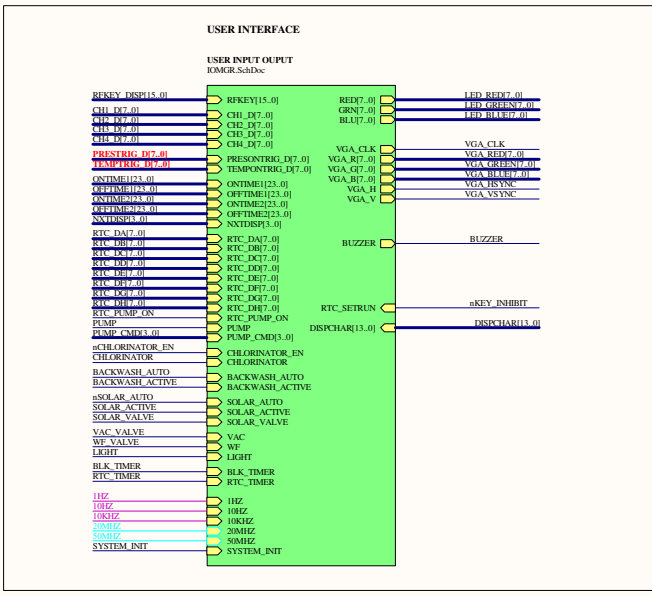 USER INTERFACE
USER INPUT OUPUT
IOMGR.SchDoc
RFKEY_DISP[15..0]
RFKEY[15..0]
RED[7..0]
LED_RED[7..0]
GRN[7..0]
LED_GREEN[7..0]
BLU[7..0]
LED_BLUE[7..0]
CH1_D[7..0]
CH1_D[7..0]
CH2_D[7..0]
CH2_D[7..0]
CH3_D[7..0]
CH3_D[7..0]
CH4_D[7..0]
CH4_D[7..0]
VGA_CLK
VGA_CLK
PRESTRIG_D[7..0]
PRESONTRIG_D[7..0]
VGA_R[7..0]
VGA_RED[7..0]
TEMPTRIG_D[7..0]
TEMPONTRIG_D[7..0]
VGA_G[7..0]
VGA_GREEN[7..0]
VGA_B[7..0]
VGA_BLUE[7..0]
ONTIME1[23..0]
ONTIME1[23..0]
VGA_H
VGA_HSYNC
OFFTIME1[23..0]
OFFTIME1[23..0]
VGA_V
VGA_VSYNC
ONTIME2[23..0]
ONTIME2[23..0]
OFFTIME2[23..0]
OFFTIME2[23..0]
NXTDISP[3..0]
NXTDISP[3..0]
RTC_DA[7..0]
RTC_DA[7..0]
BUZZER
BUZZER
RTC_DB[7..0]
RTC_DB[7..0]
RTC_DC[7..0]
RTC_DC[7..0]
RTC_DD[7..0]
RTC_DD[7..0]
RTC_DE[7..0]
RTC_DE[7..0]
RTC_DF[7..0]
RTC_DF[7..0]
RTC_DG[7..0]
RTC_DG[7..0]
RTC_DH[7..0]
RTC_DH[7..0]
RTC_SETRUN
nKEY_INHIBIT
RTC_PUMP_ON
RTC_PUMP_ON
PUMP
PUMP
DISPCHAR[13..0]
DISPCHAR[13..0]
PUMP_CMD[3..0]
PUMP_CMD[3..0]
nCHLORINATOR_EN
CHLORINATOR_EN
CHLORINATOR
CHLORINATOR
BACKWASH_AUTO
BACKWASH_AUTO
BACKWASH_ACTIVE
BACKWASH_ACTIVE
nSOLAR_AUTO
SOLAR_AUTO
SOLAR_ACTIVE
SOLAR_ACTIVE
SOLAR_VALVE
SOLAR_VALVE
VAC_VALVE
VAC
WF_VALVE
WF
LIGHT
LIGHT
BLK_TIMER
BLK_TIMER
RTC_TIMER
RTC_TIMER
1HZ
1HZ
10HZ
10HZ
10KHZ
10KHZ
20MHZ
20MHZ
50MHZ
50MHZ
SYSTEM_INIT
SYSTEM_INIT